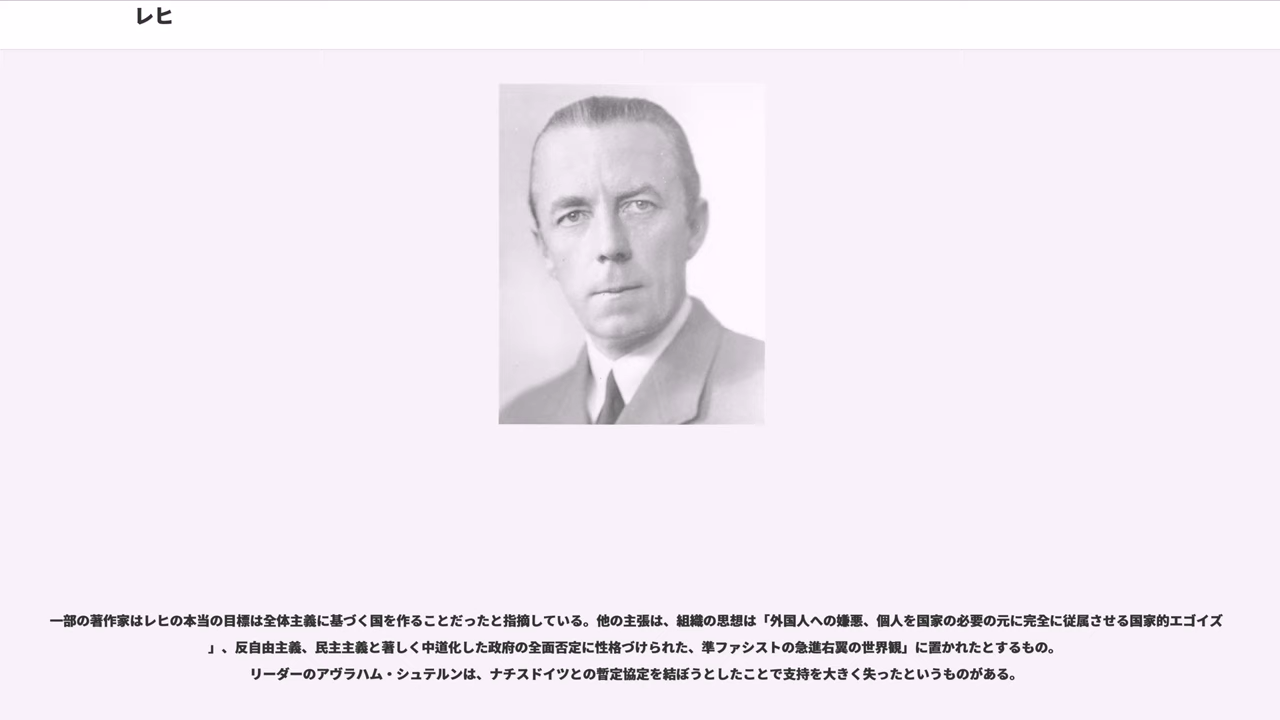 レヒ
一部の著作家はレヒの本当の目標は全体主義に基づく国を作ることだったと指摘している。他の主張は、組織の思想は「外国人への嫌悪、個人を国家の必要の元に完全に従属させる国家的エゴイズ
」、反自由主義、民主主義と著しく中道化した政府の全面否定に性格づけられた、準ファシストの急進右翼の世界観」に置かれたとするもの。
リーダーのアヴラハム・シュテルンは、ナチスドイツとの暫定協定を結ぼうとしたことで支持を大きく失ったというものがある。